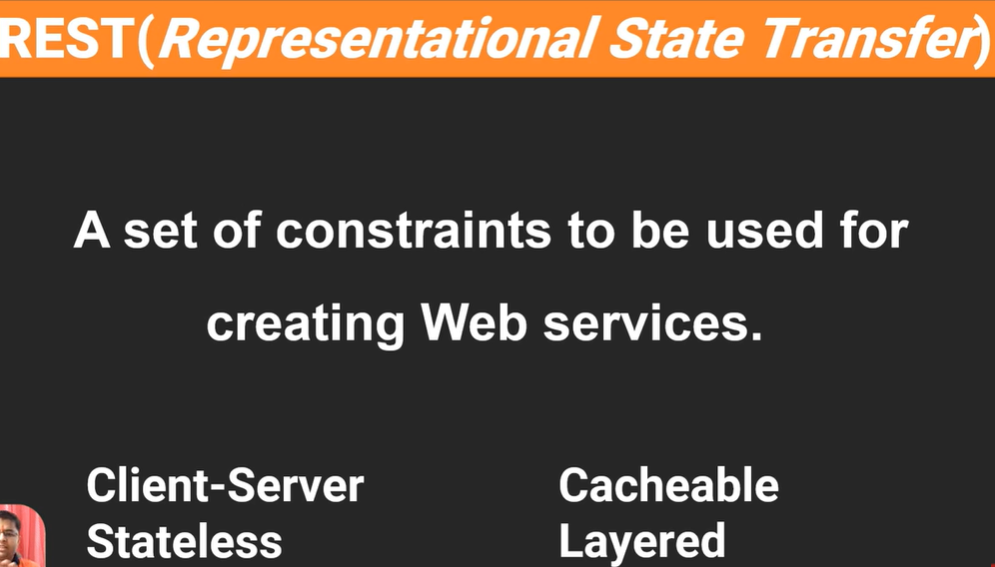 REST(Representational State Transfer)
A set of constraints to be used for
creating Web services.
Client-Server
Cacheable
Stateless
Layered